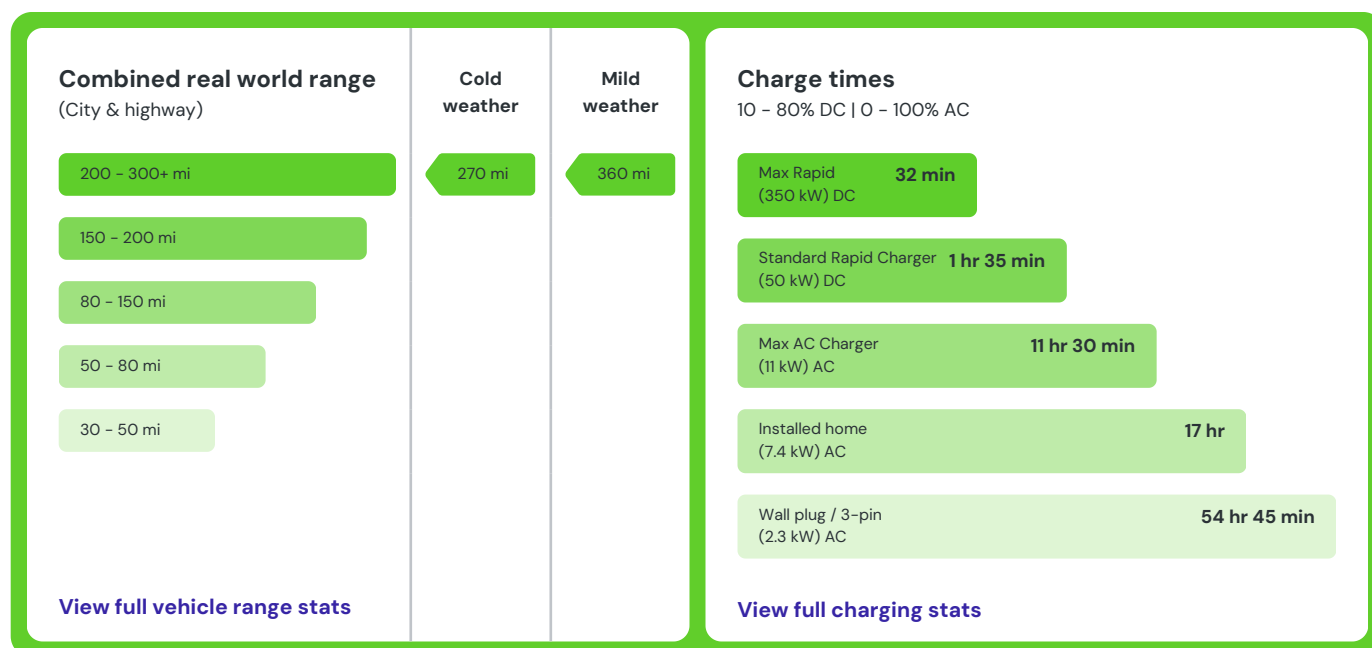 Combined real world range
(City & highway)
Cold
weather
Mild
weather
200 - 300+ mi
270 mi
360 mi
150 - 200 mi
80 - 150 mi
50 - 80 mi
30 - 50 mi
View full vehicle range stats
Charge times
10 - 80% DC | 0 - 100% AC
Max Rapid
(350 kW) DC
32 min
Standard Rapid Charger
(50 kW) DC
1 hr 35 min
Max AC Charger
(11 kW) AC
11 hr 30 min
Installed home
(7.4 kW) AC
17 hr
Wall plug / 3-pin
(2.3 kW) AC
54 hr 45 min
View full charging stats